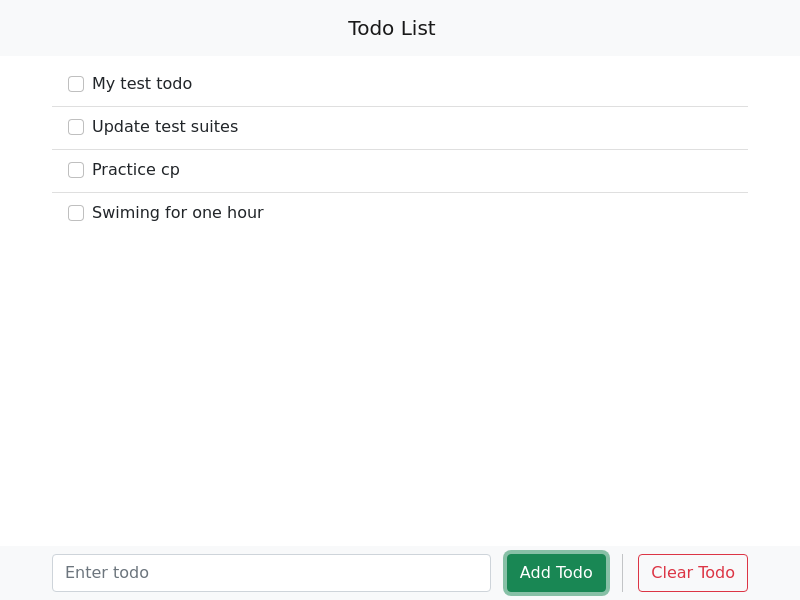 Todo List
My test todo
Update test suites
Practice cp
Swiming for one hour
Enter todo
Add Todo
Clear Todo